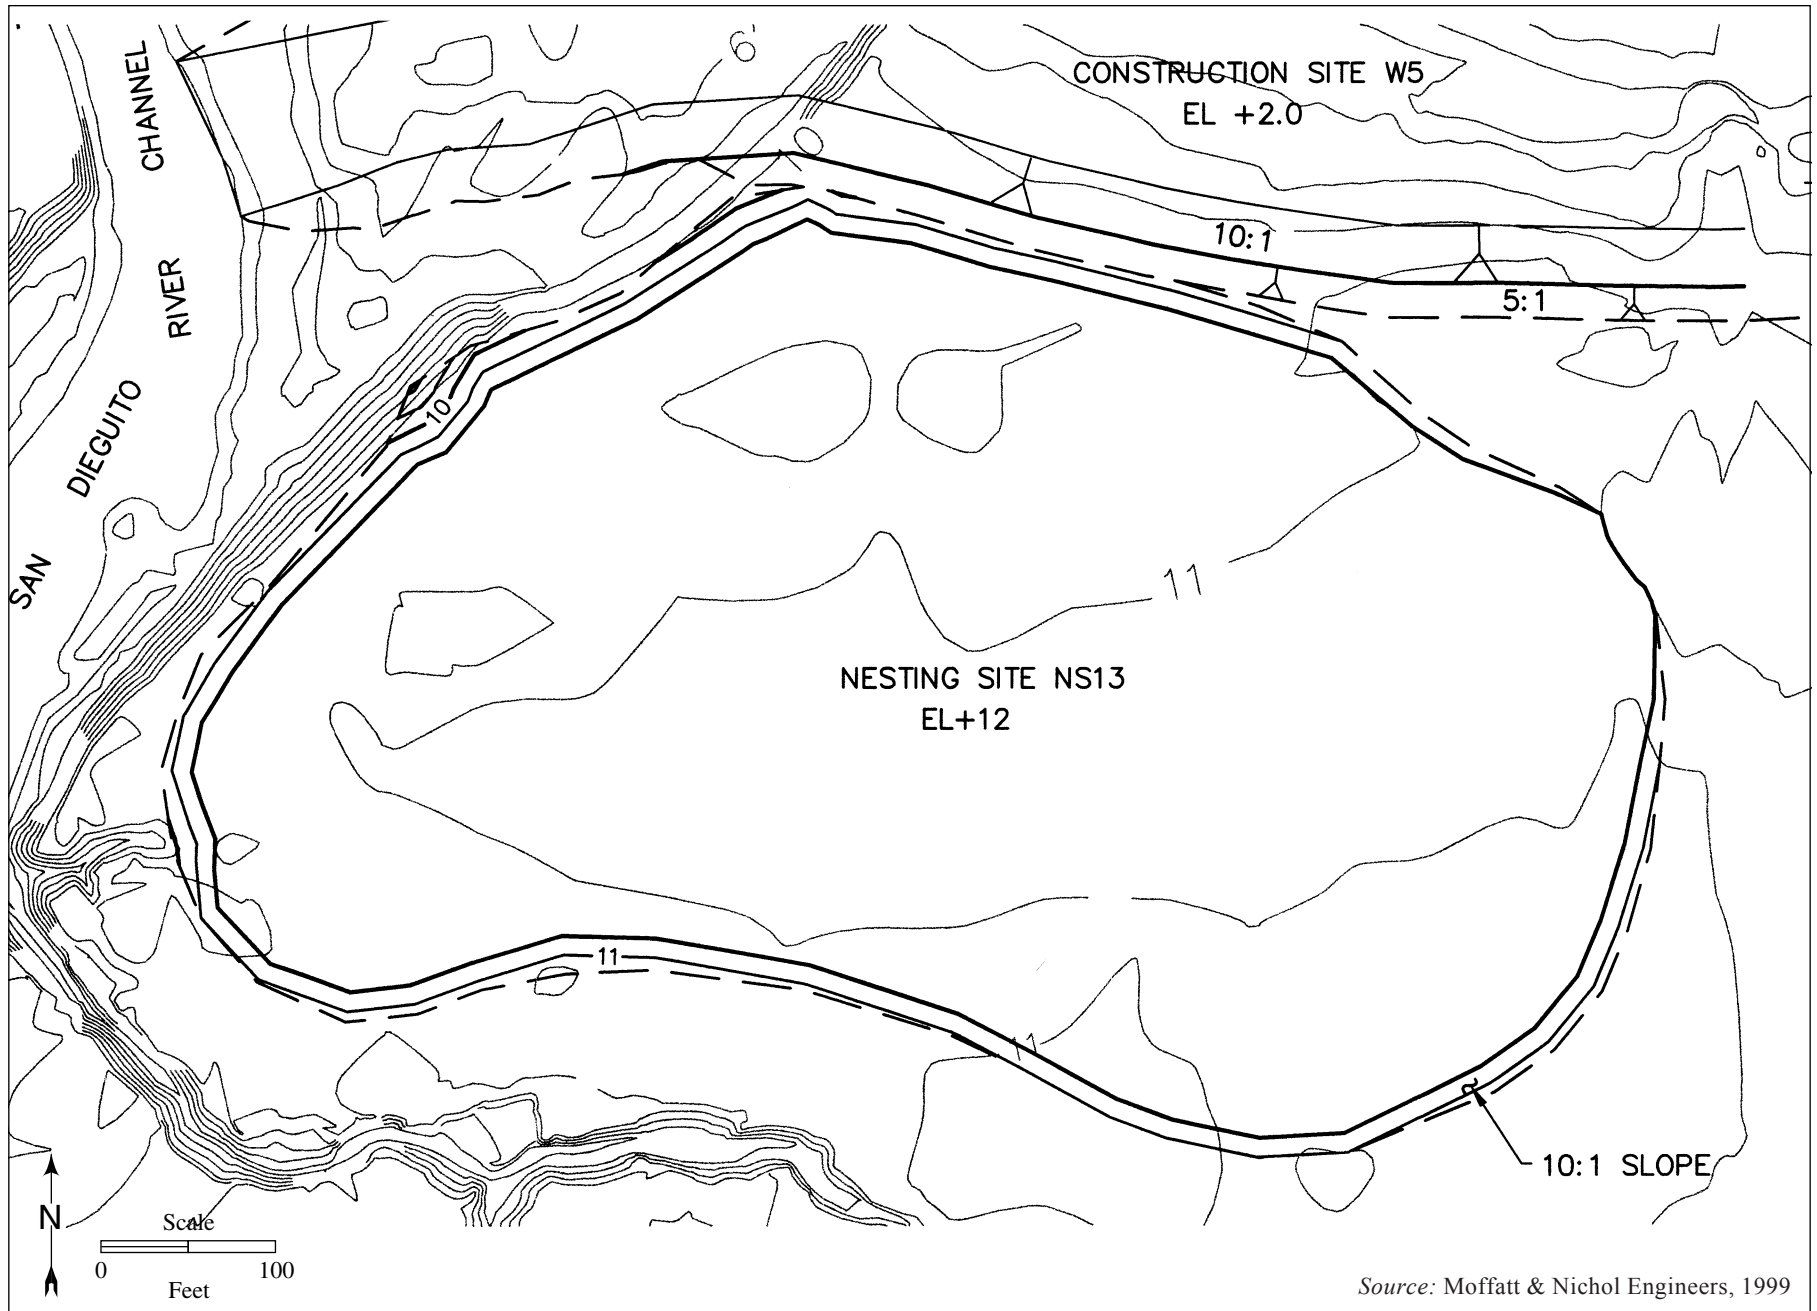 6
CONSTRUCTION SITE W5
EL +2.0
CHANNEL
RIVER
DIEGUITO
SAN
10:1
5:1
10
11
NESTING SITE NS13
EL+12
11
11
10:1 SLOPE
N
Scale
0 100
Feet
Source: Moffatt & Nichol Engineers, 1999